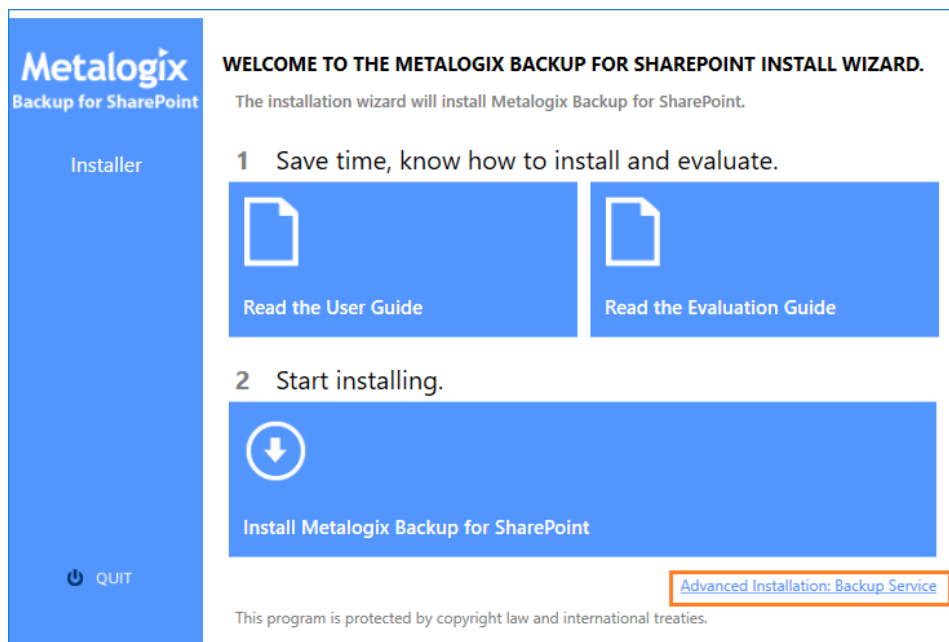 Metalogix
Backup for SharePoint
Installer
QUIT
WELCOME TO THE METALOGIX BACKUP FOR SHAREPOINT INSTALL WIZARD.
The installation wizard will install Metalogix Backup for SharePoint.
1 Save time, know how to install and evaluate.
Read the User Guide
Read the Evaluation Guide
2 Start installing.
Install Metalogix Backup for SharePoint
Advanced Installation: Backup Service
This program is protected by copyright law and international treaties.